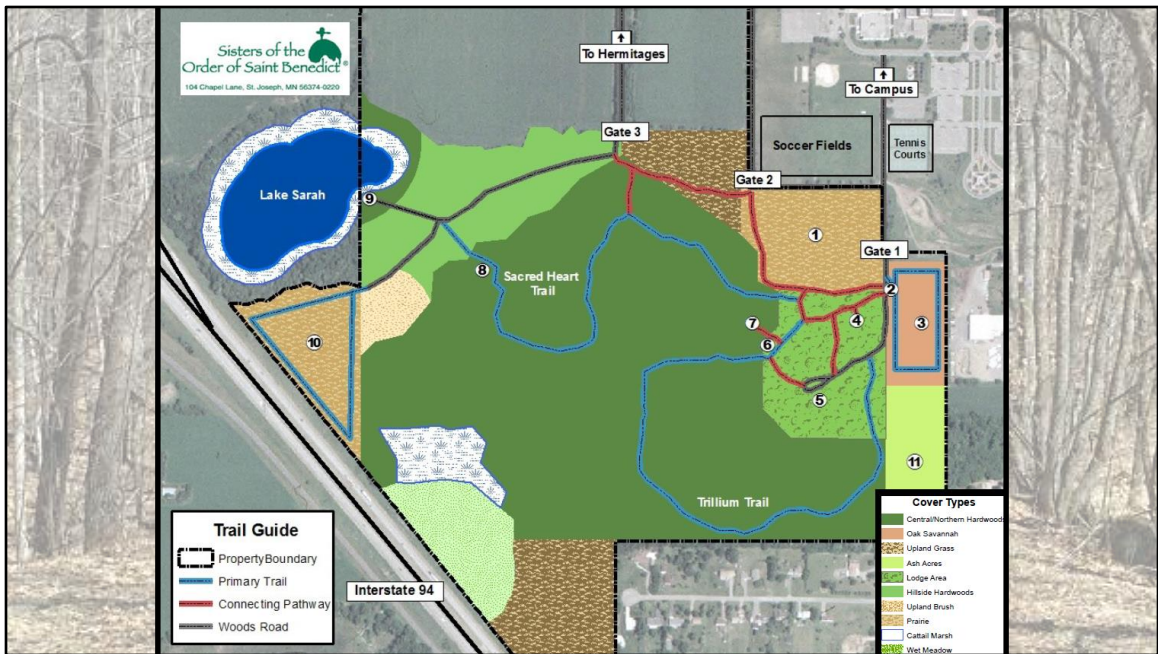 Sisters of the
Order of Saint Benedict®
104 Chapel Lane, St. Joseph, MN 56374-0220
To Hermitages
To Campus
Gate 3
Soccer Fields
Tennis
Courts
Gate 2
Lake Sarah
9
1
Gate 1
8
Sacred Heart
Trail
2
7
4
3
6
10
5
11
Trillium Trail
Trail Guide
PropertyBoundary
Primary Trail
Connecting Pathway
Woods Road
Interstate 94
Cover Types
Central/Northern Hardwoods
Oak Savannah
Upland Grass
Ash Acres
Lodge Area
Hillside Hardwoods
Upland Brush
Prairie
Cattail Marsh
Wet Meadow